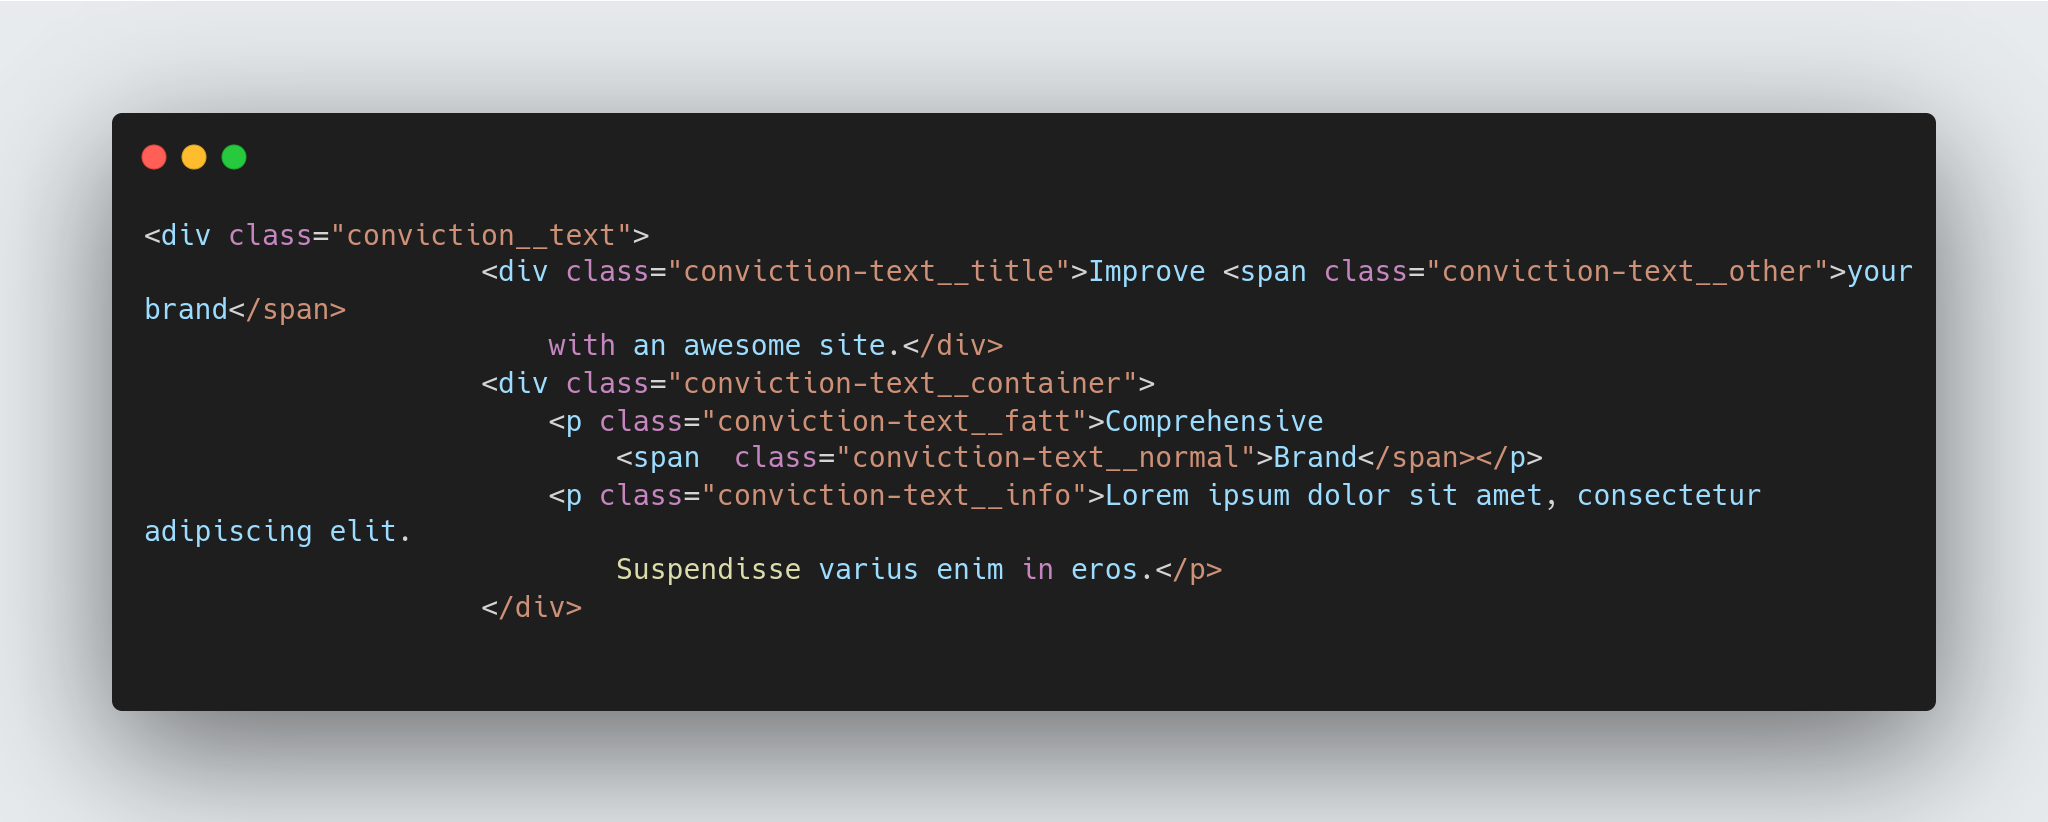 <div class="conviction__text">
<div class="conviction-text__title">Improve <span class="conviction-text__other">your
brand</span>
with an awesome site.</div>
<div class="conviction-text__container">
<p class="conviction-text__fatt">Comprehensive
<span  class="conviction-text__normal">Brand</span></p>
<p class="conviction-text__info">Lorem ipsum dolor sit amet, consectetur
adipiscing elit.
Suspendisse varius enim in eros.</p>
</div>